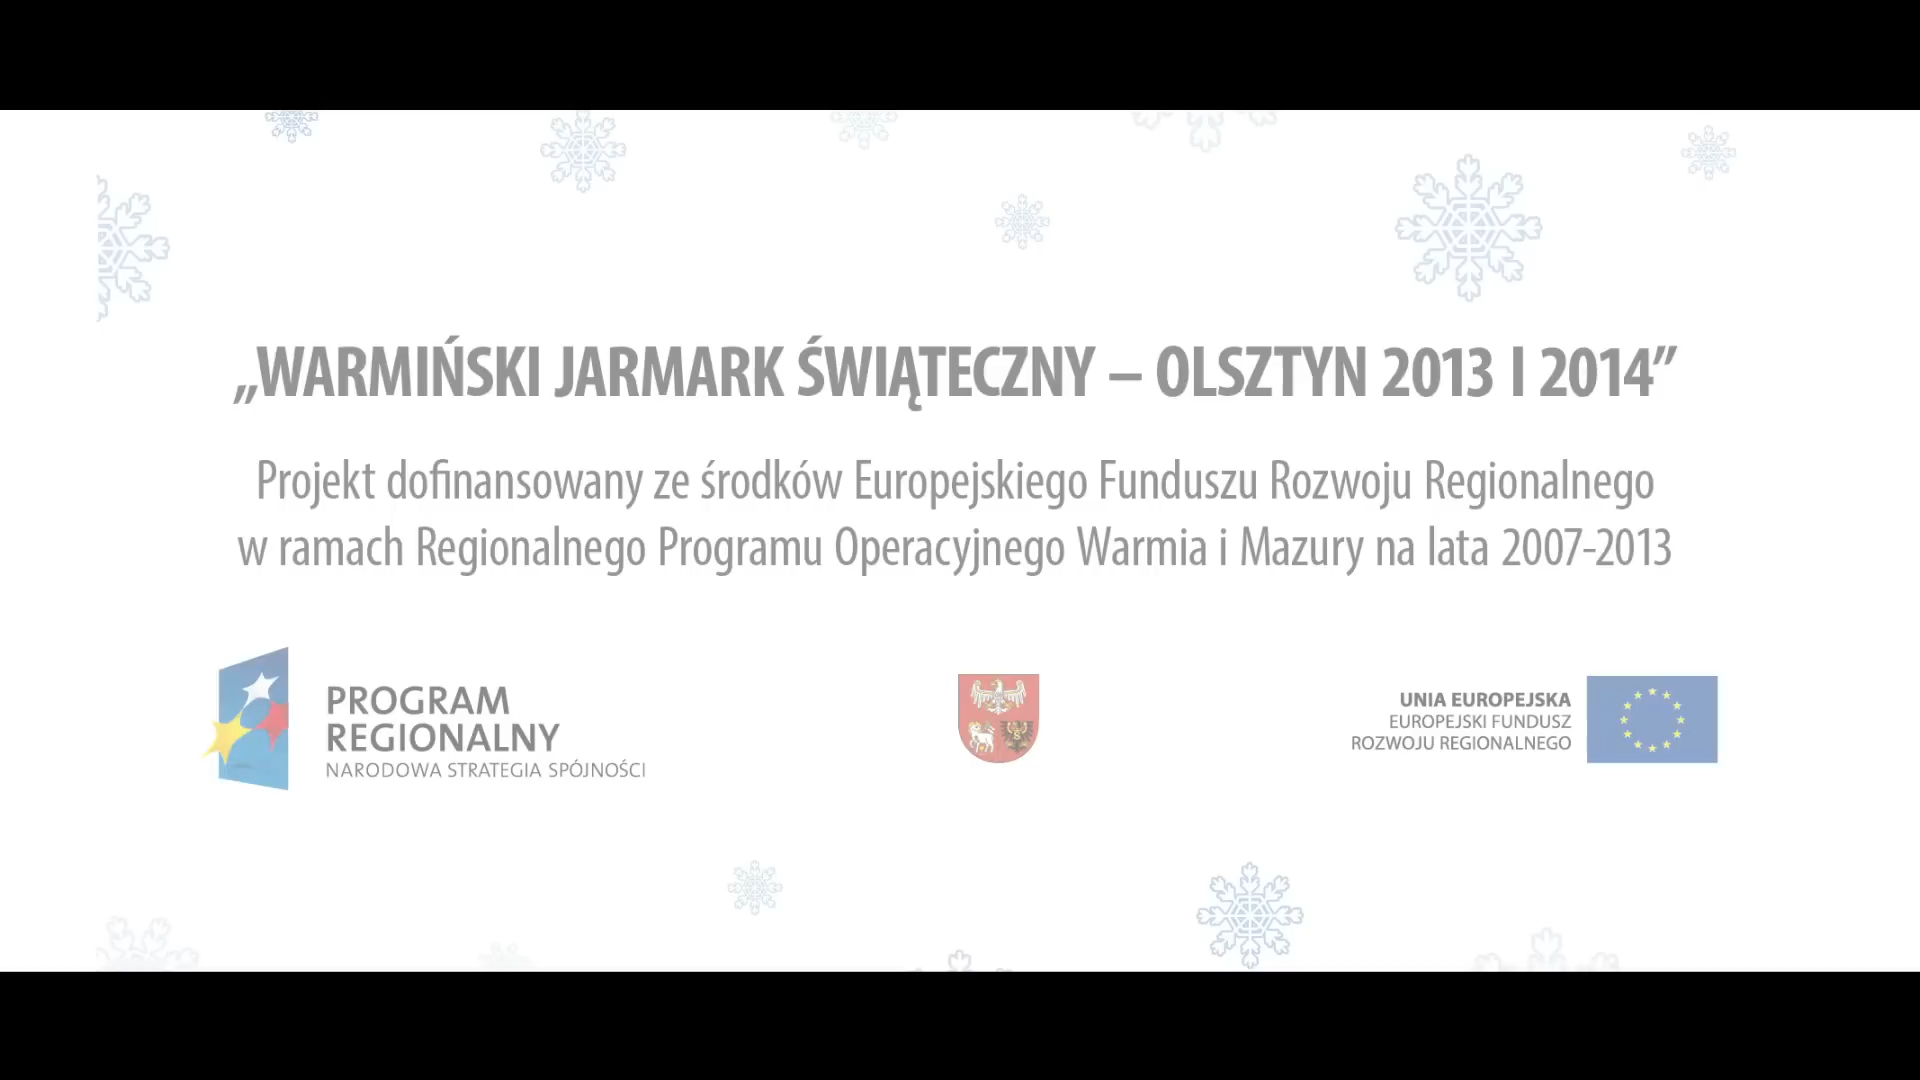 „WARMIŃSKI JARMARK ŚWIĄTECZNY – OLSZTYN 2013 I 2014”
Projekt dofinansowany ze środków Europejskiego Funduszu Rozwoju Regionalnego
w ramach Regionalnego Programu Operacyjnego Warmia i Mazury na lata 2007-2013
PROGRAM
REGIONALNY
NARODOWA STRATEGIA SPÓJNOŚCI
UNIA EUROPEJSKA
EUROPEJSKI FUNDUSZ
ROZWOJU REGIONALNEGO